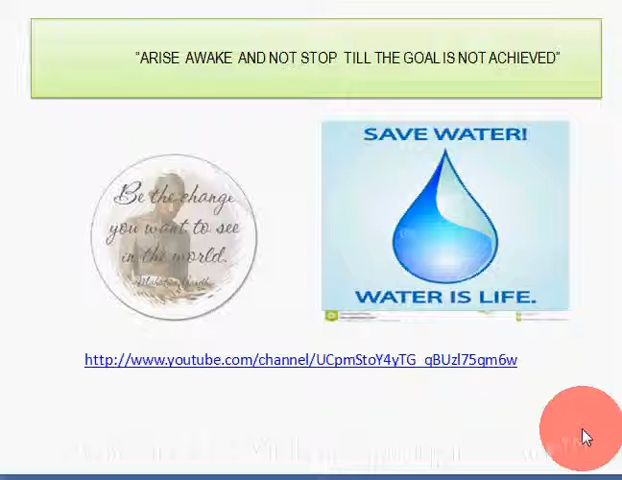 "ARISE AWAKE AND NOT STOP TILL THE GOAL IS NOT ACHIEVED"
SAVE WATER!
Be the change
you want to see
in the world.
WATER IS LIFE.
http://www.youtube.com/channel/UCpmStoY4yTG_qBUzl75qm6w